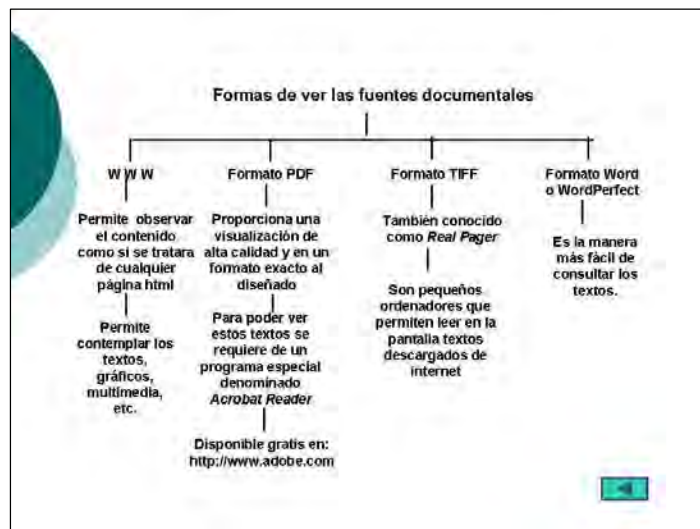 Formas de ver las fuentes documentales
W W W
Permite observar
el contenido
como si se tratara
de cualquier
página html
Permite
contemplar los
textos,
gráficos,
multimedia,
etc.
Formato PDF
Proporciona una
visualización de
alta calidad y en un
formato exacto al
diseñado
Para poder ver
estos textos se
requiere de un
programa especial
denominado
Acrobat Reader
Disponible gratis en:
http://www.adobe.com
Formato TIFF
También conocido
como Real Pager
Son pequeños
ordenadores que
permiten leer en la
pantalla textos
descargados de
internet
Formato Word
o WordPerfect
Es la manera
más fácil de
consultar los
textos.